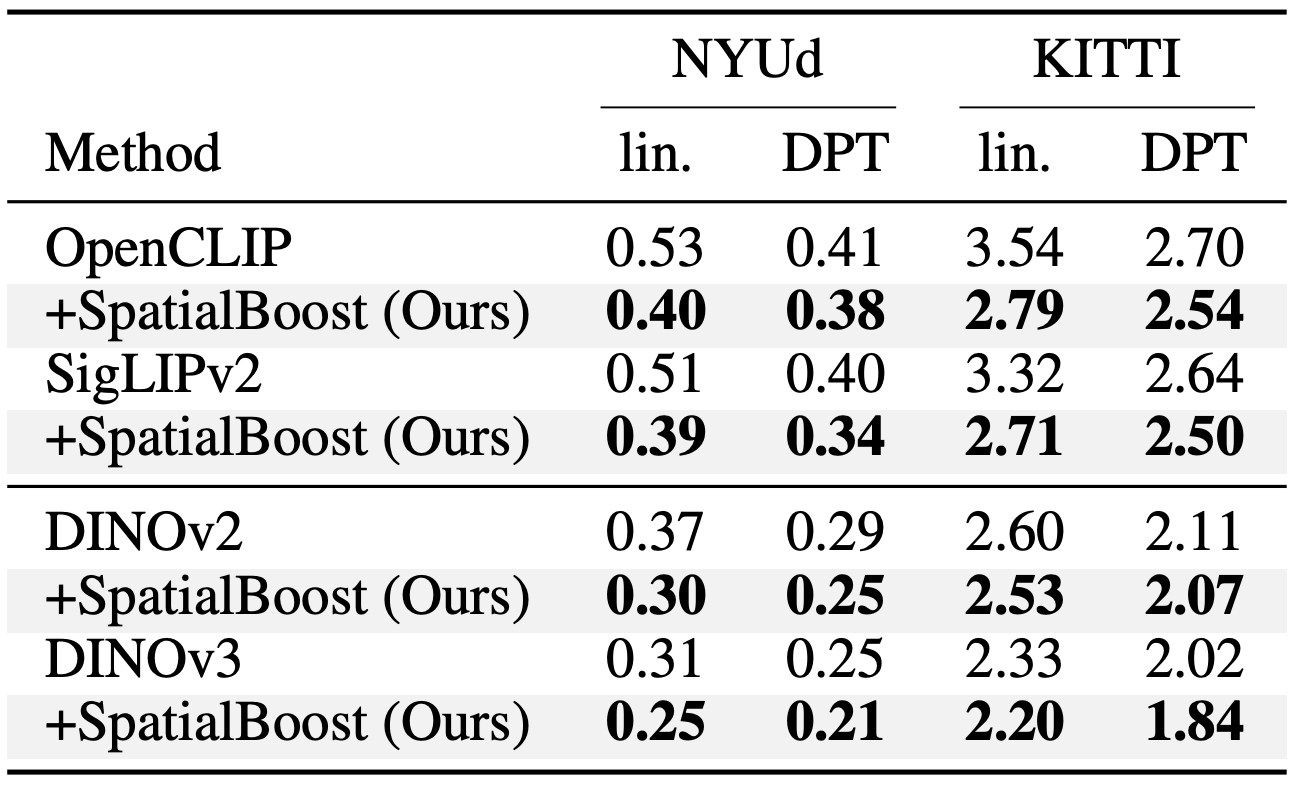 NYUd KITTI
Method lin. DPT lin. DPT
OpenCLIP 0.53 0.41 3.54 2.70
+SpatialBoost (Ours) 0.40 0.38 2.79 2.54
SigLIPv2 0.51 0.40 3.32 2.64
+SpatialBoost (Ours) 0.39 0.34 2.71 2.50
DINOv2 0.37 0.29 2.60 2.11
+SpatialBoost (Ours) 0.30 0.25 2.53 2.07
DINOv3 0.31 0.25 2.33 2.02
+SpatialBoost (Ours) 0.25 0.21 2.20 1.84